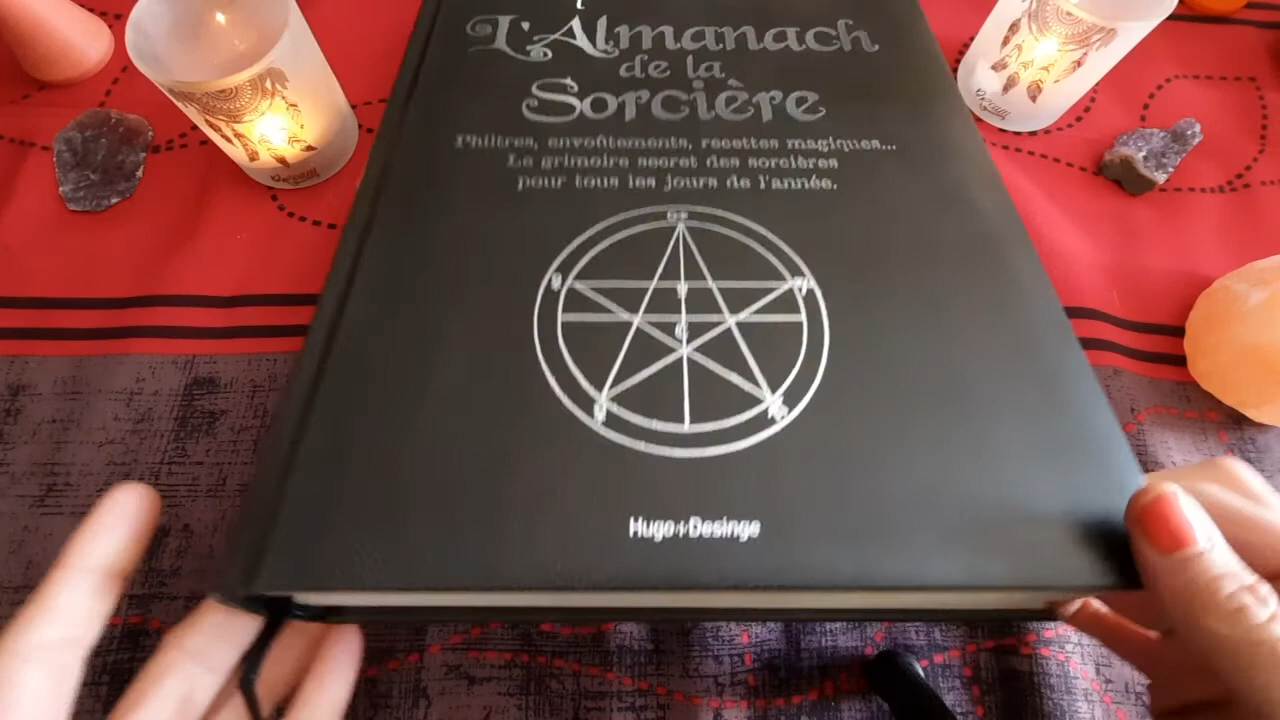 L'Almanach
de la
Sorcière
Philtres, envoûtements, recettes magiques...
Le grimoire secret des sorcières
pour tous les jours de l'année.
Hugo+Desinge